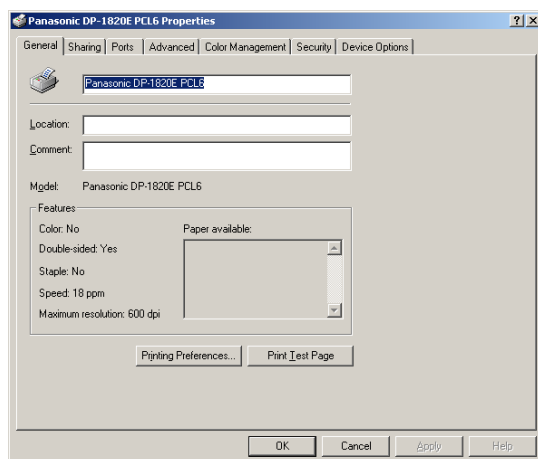 Panasonic DP-1820E PCL6 Properties
General Sharing Ports Advanced Color Management Security Device Options
Panasonic DP-1820E PCL6
Location:
Comment:
Model: Panasonic DP-1820E PCL6
Features
Color: No Paper available:
Double-sided: Yes
Staple: No
Speed: 18 ppm
Maximum resolution: 600 dpi
Printing Preferences... Print Test Page
OK Cancel Apply Help